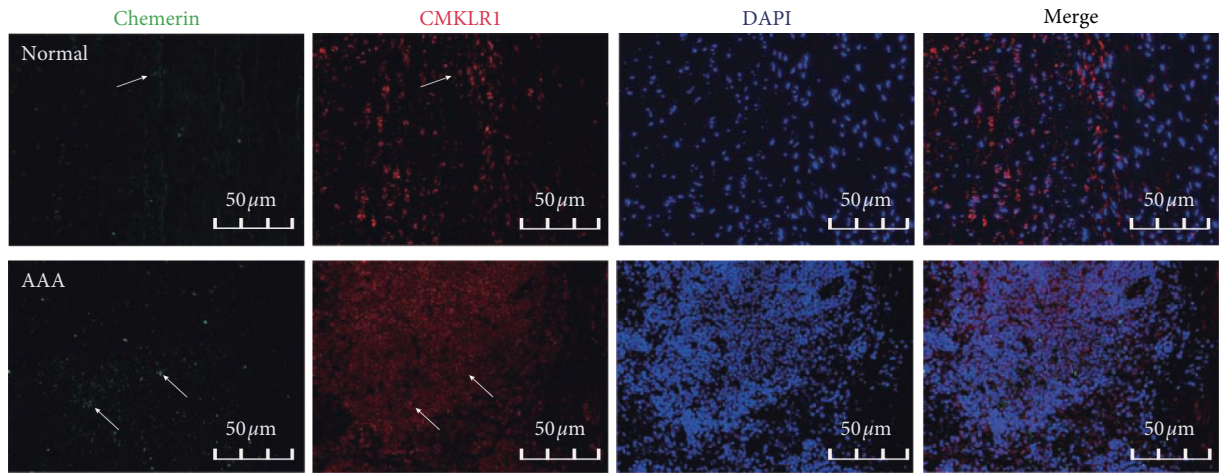 Chemerin CMKLR1 DAPI Merge
Normal
50 μm 50 μm 50 μm 50 μm
AAA
50 μm 50 μm 50 μm 50 μm